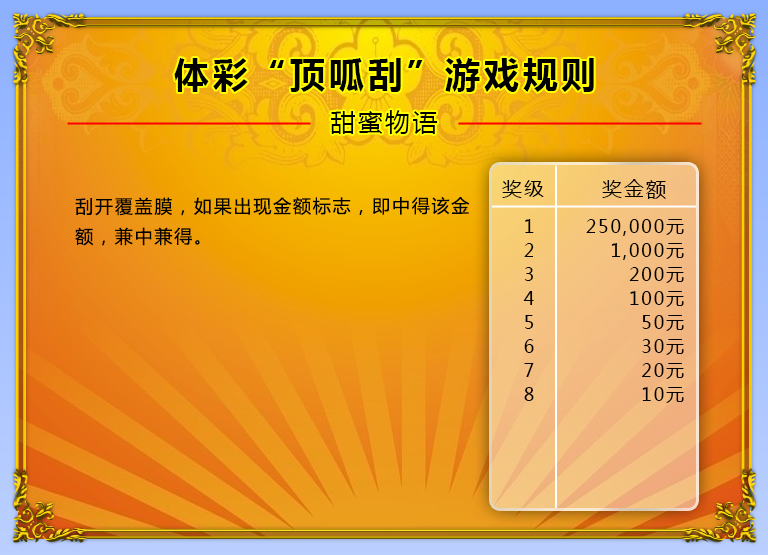 体彩“顶呱刮”游戏规则
甜蜜物语
刮开覆盖膜，如果出现金额标志，即中得该金
额，兼中兼得。
奖级 奖金额
1 250,000元
2 1,000元
3 200元
4 100元
5 50元
6 30元
7 20元
8 10元